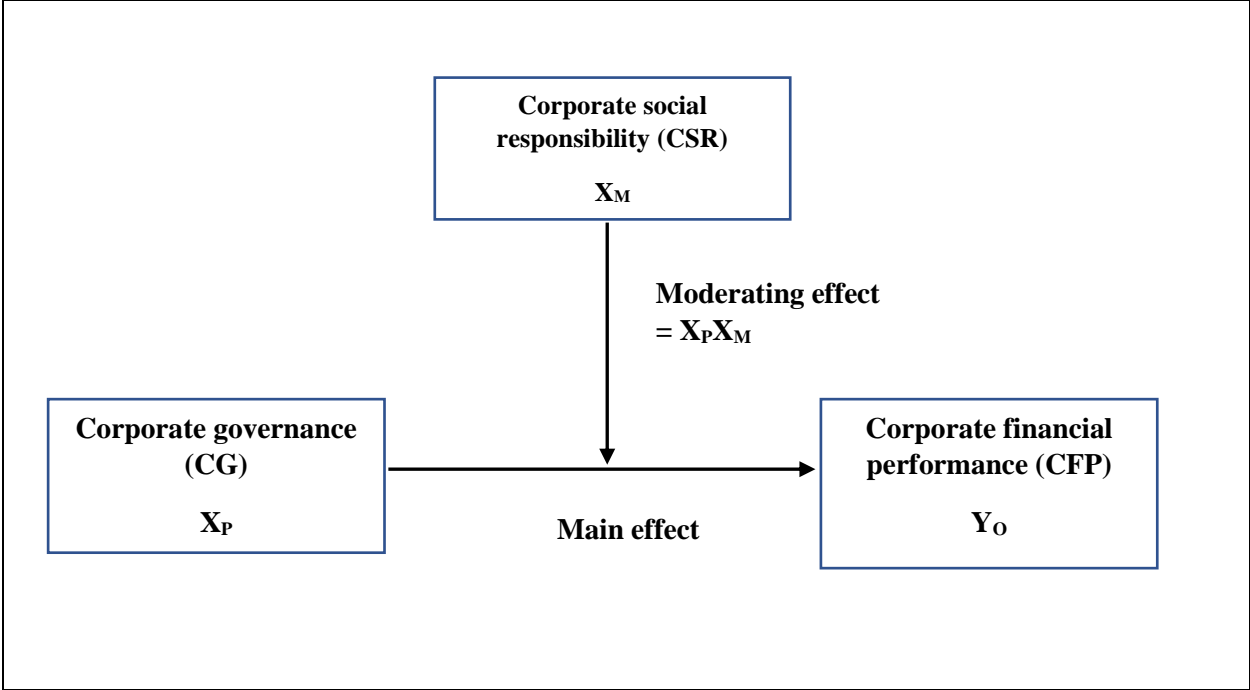 Corporate social
responsibility (CSR)
XM
Moderating effect
= XPXM
Corporate governance
(CG)
XP
Main effect
Corporate financial
performance (CFP)
YO